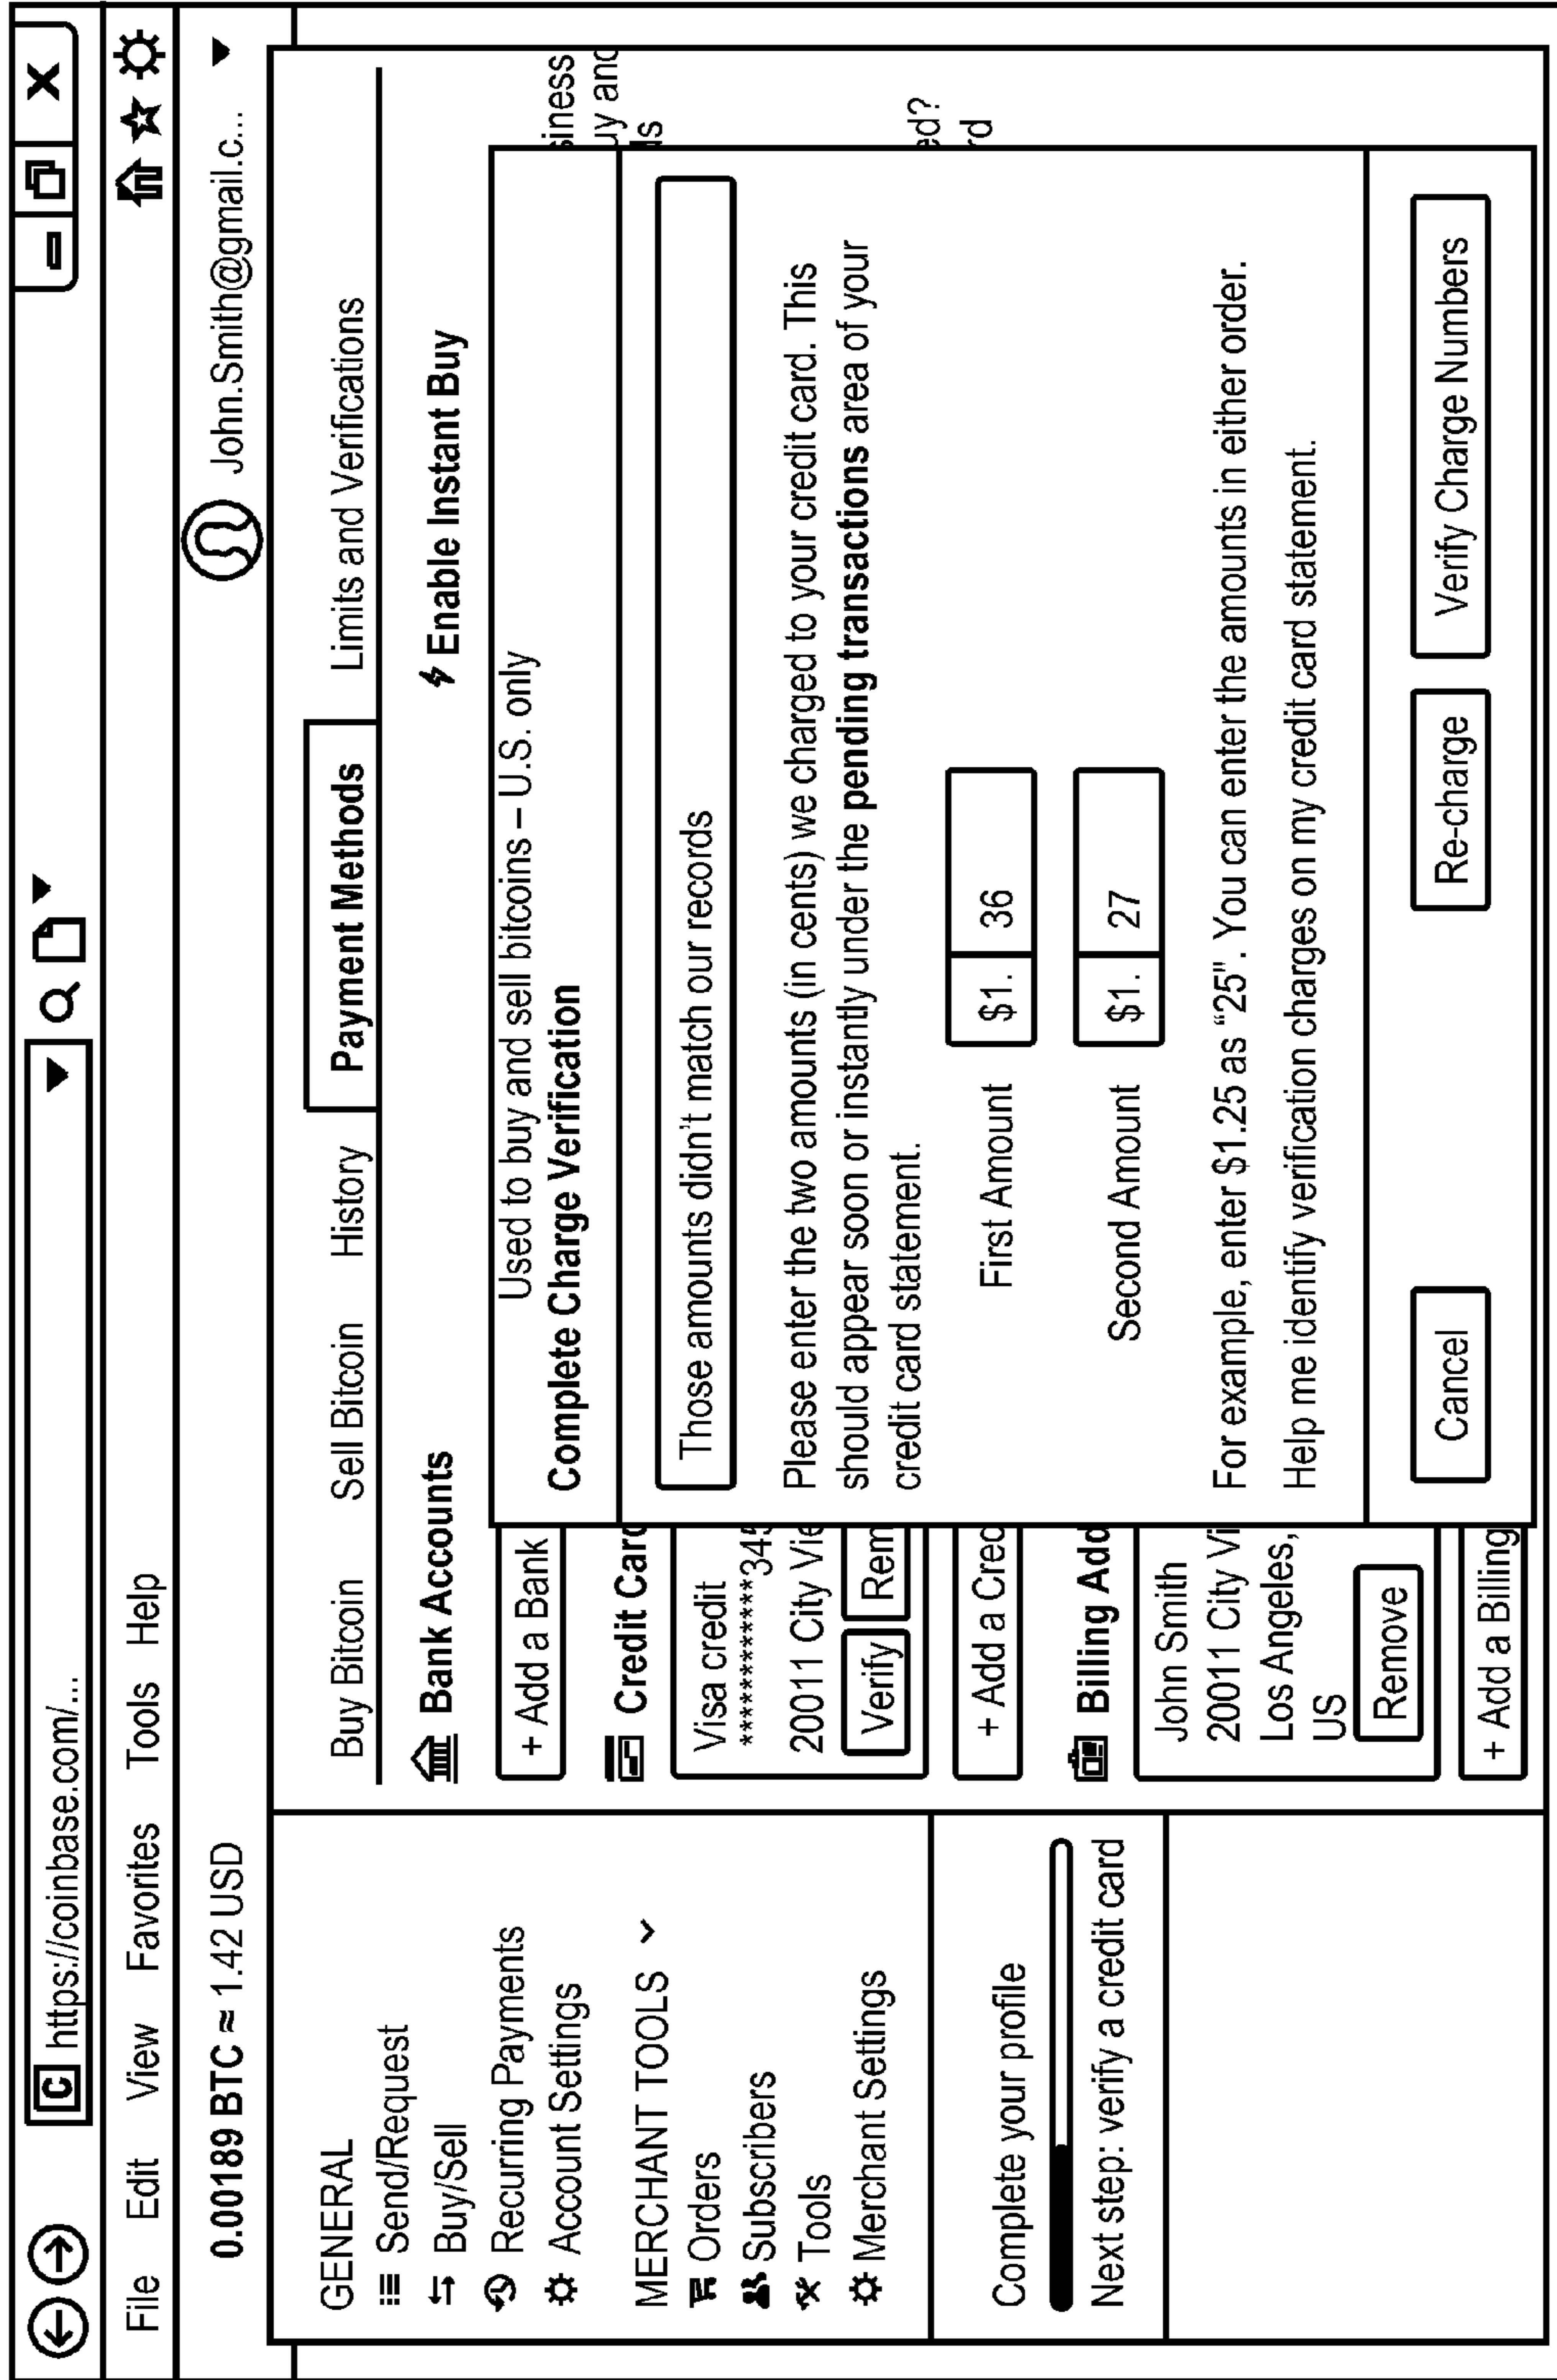 https://coinbase.com/...
X
File Edit View Favorites Tools Help
0.00189 BTC ≈ 1.42 USD
John.Smith@gmail.c...
GENERAL
Send/Request
Buy/Sell
Recurring Payments
Account Settings
MERCHANT TOOLS
Orders
Subscribers
Tools
Merchant Settings
Complete your profile
Next step: verify a credit card
Buy Bitcoin Sell Bitcoin History Payment Methods Limits and Verifications
Bank Accounts
Enable Instant Buy
+ Add a Bank
Credit Card
Visa credit
************345
20011 City Vie
Verify Rem
+ Add a Cred
Billing Add
John Smith
20011 City Vi
Los Angeles,
US
Remove
+ Add a Billing
siness
uy and
ls
ed?
rd
Used to buy and sell bitcoins – U.S. only
Complete Charge Verification
Those amounts didn't match our records
Please enter the two amounts (in cents) we charged to your credit card. This
should appear soon or instantly under the pending transactions area of your
credit card statement.
First Amount $1. 36
Second Amount $1. 27
For example, enter $1.25 as “25". You can enter the amounts in either order.
Help me identify verification charges on my credit card statement.
Cancel Re-charge Verify Charge Numbers